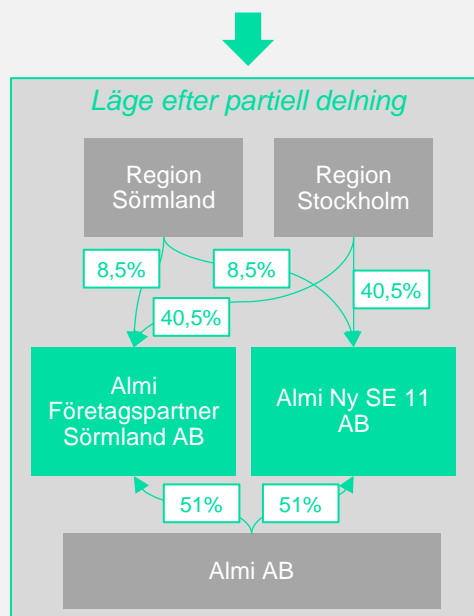 Läge efter partiell delning
Region
Sörmland
Region
Stockholm
8,5%
8,5%
40,5%
40,5%
Almi
Företagspartner
Sörmland AB
Almi Ny SE 11
AB
51%
51%
Almi AB